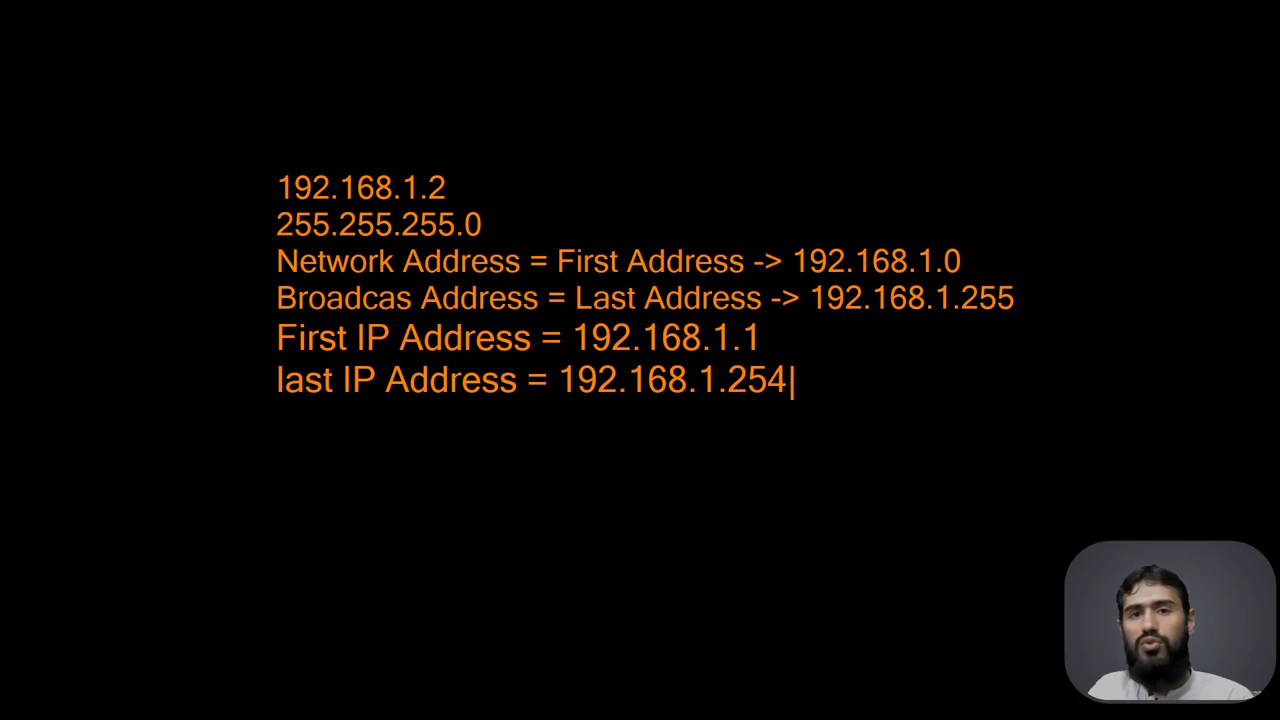 192.168.1.2
255.255.255.0
Network Address = First Address -> 192.168.1.0
Broadcas Address = Last Address -> 192.168.1.255
First IP Address = 192.168.1.1
last IP Address = 192.168.1.254|